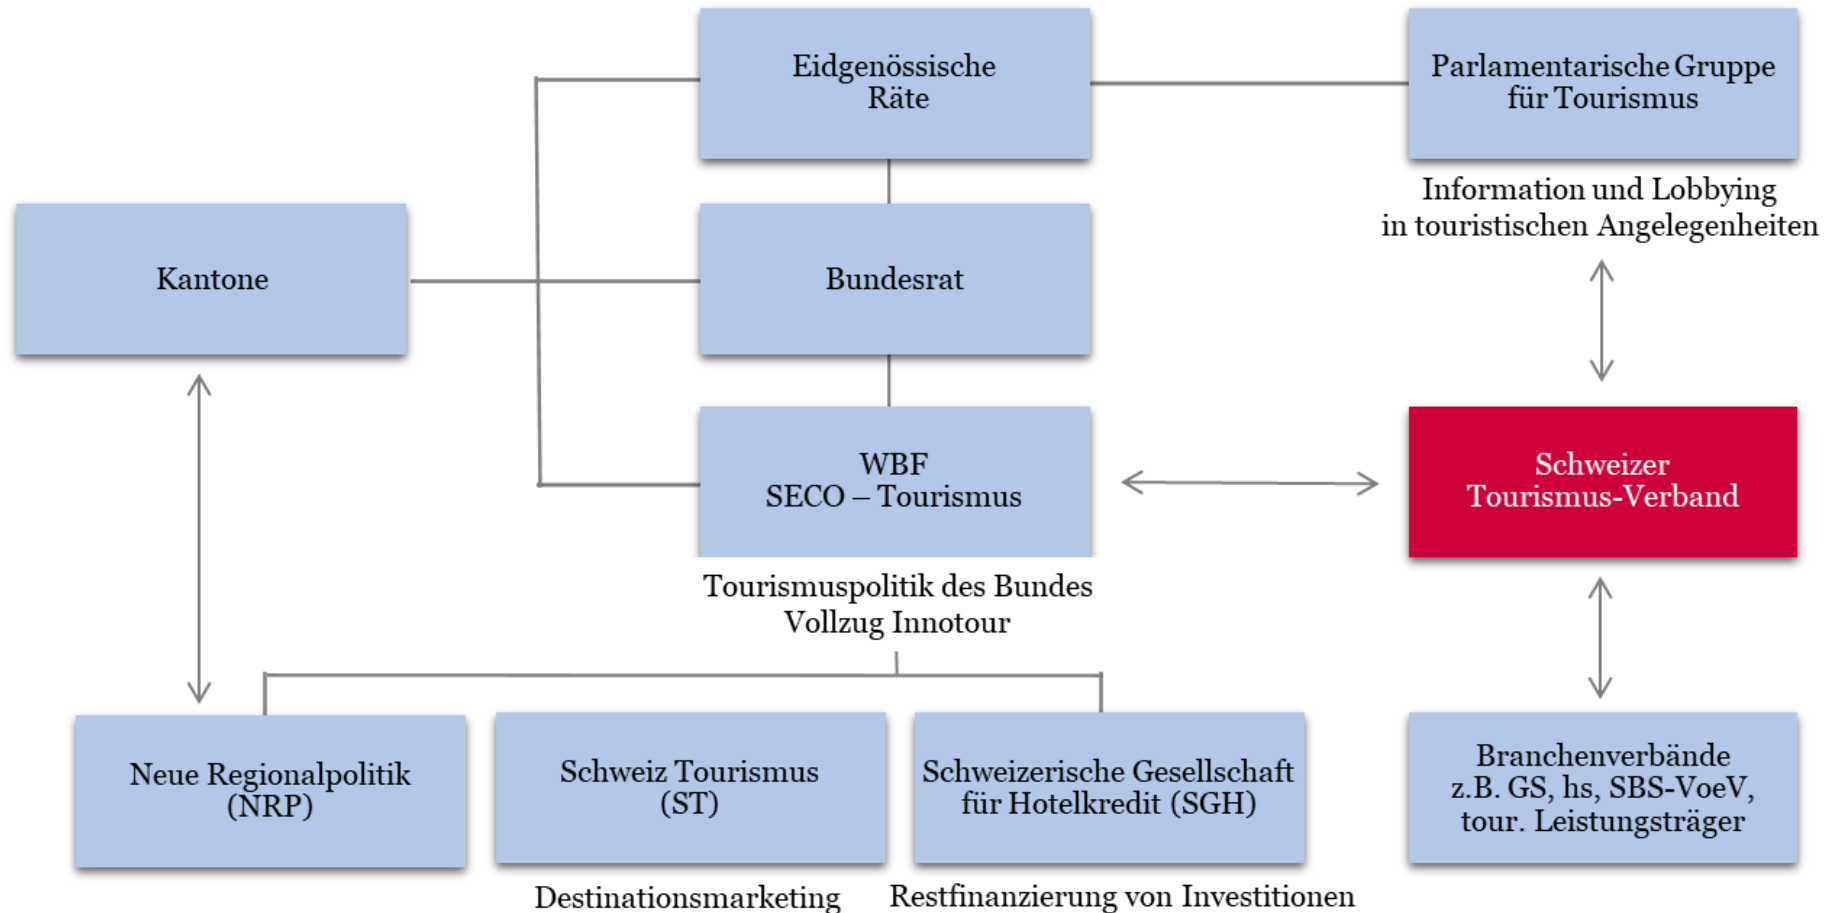 Eidgenössische
Räte
Parlamentarische Gruppe
für Tourismus
Information und Lobbying
in touristischen Angelegenheiten
Kantone
Bundesrat
WBF
SECO – Tourismus
Schweizer
Tourismus-Verband
Tourismuspolitik des Bundes
Vollzug Innotour
Neue Regionalpolitik
(NRP)
Schweiz Tourismus
(ST)
Schweizerische Gesellschaft
für Hotelkredit (SGH)
Branchenverbände
z.B. GS, hs, SBS-VoeV,
tour. Leistungsträger
Destinationsmarketing
Restfinanzierung von Investitionen